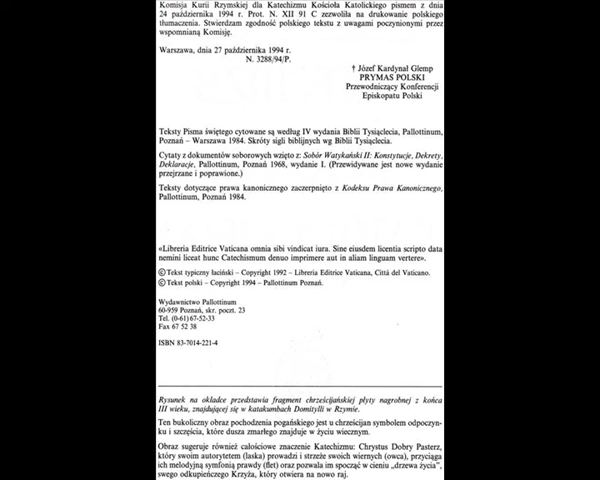 Komisja Kurii Rzymskiej dla Katechizmu Kościoła Katolickiego pismem z dnia
24 października 1994 r. Prot. N. XII 91 C zezwoliła na drukowanie polskiego
tłumaczenia. Stwierdzam zgodność polskiego tekstu z uwagami poczynionymi przez
wspomnianą Komisję.
Warszawa, dnia 27 października 1994 r.
N. 3288/94/P.
† Józef Kardynał Glemp
PRYMAS POLSKI
Przewodniczący Konferencji
Episkopatu Polski
Teksty Pisma świętego cytowane są według IV wydania Biblii Tysiąclecia, Pallottinum,
Poznań – Warszawa 1984. Skróty sigli biblijnych wg Biblii Tysiąclecia.
Cytaty z dokumentów soborowych wzięto z: Sobór Watykański II: Konstytucje, Dekrety,
Deklaracje, Pallottinum, Poznań 1968, wydanie I. (Przewidywane jest nowe wydanie
przejrzane i poprawione.)
Teksty dotyczące prawa kanonicznego zaczerpnięto z Kodeksu Prawa Kanonicznego,
Pallottinum, Poznań 1984.
«Libreria Editrice Vaticana omnia sibi vindicat iura. Sine eiusdem licentia scripto data
nemini liceat hunc Catechismum denuo imprimere aut in aliam linguam vertere».
© Tekst typiczny łaciński – Copyright 1992 – Libreria Editrice Vaticana, Città del Vaticano.
© Tekst polski – Copyright 1994 – Pallottinum Poznań.
Wydawnictwo Pallottinum
60-959 Poznań, skr. poczt. 23
Tel. (0-61) 67-52-33
Fax 67 52 38
ISBN 83-7014-221-4
Rysunek na okładce przedstawia fragment chrześcijańskiej płyty nagrobnej z końca
III wieku, znajdującej się w katakumbach Domitylli w Rzymie.
Ten bukoliczny obraz pochodzenia pogańskiego jest u chrześcijan symbolem odpoczyn-
ku i szczęścia, które dusza zmarłego znajduje w życiu wiecznym.
Obraz sugeruje również całościowe znaczenie Katechizmu: Chrystus Dobry Pasterz,
który swoim autorytetem (laska) prowadzi i strzeże swoich wiernych (owca), przyciąga
ich melodyjną symfonią prawdy (flet) oraz pozwala im spocząć w cieniu „drzewa życia”,
swego odkupieńczego Krzyża, który otwiera na nowo raj.